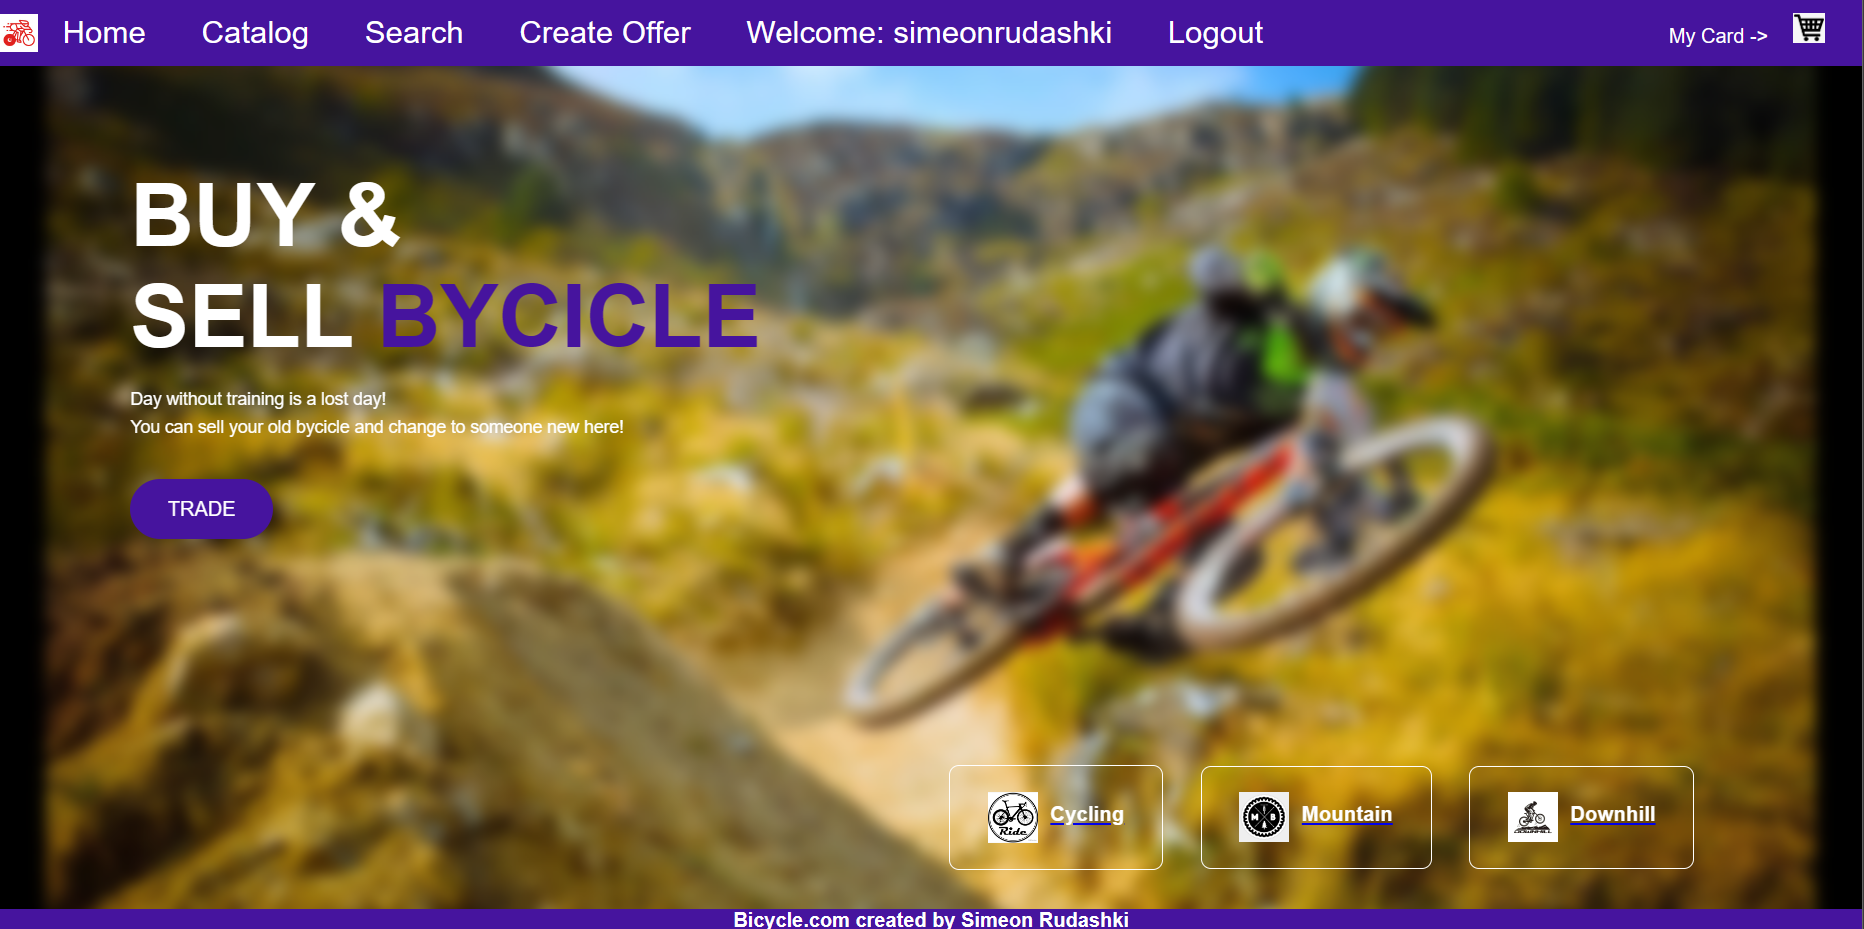 Home Catalog Search Create Offer Welcome: simeonrudashki Logout My Card ->
BUY &
SELL BYCICLE
Day without training is a lost day!
You can sell your old bycicle and change to someone new here!
TRADE
Ride Cycling M B Mountain DOWNHILL Downhill
Bicycle.com created by Simeon Rudashki